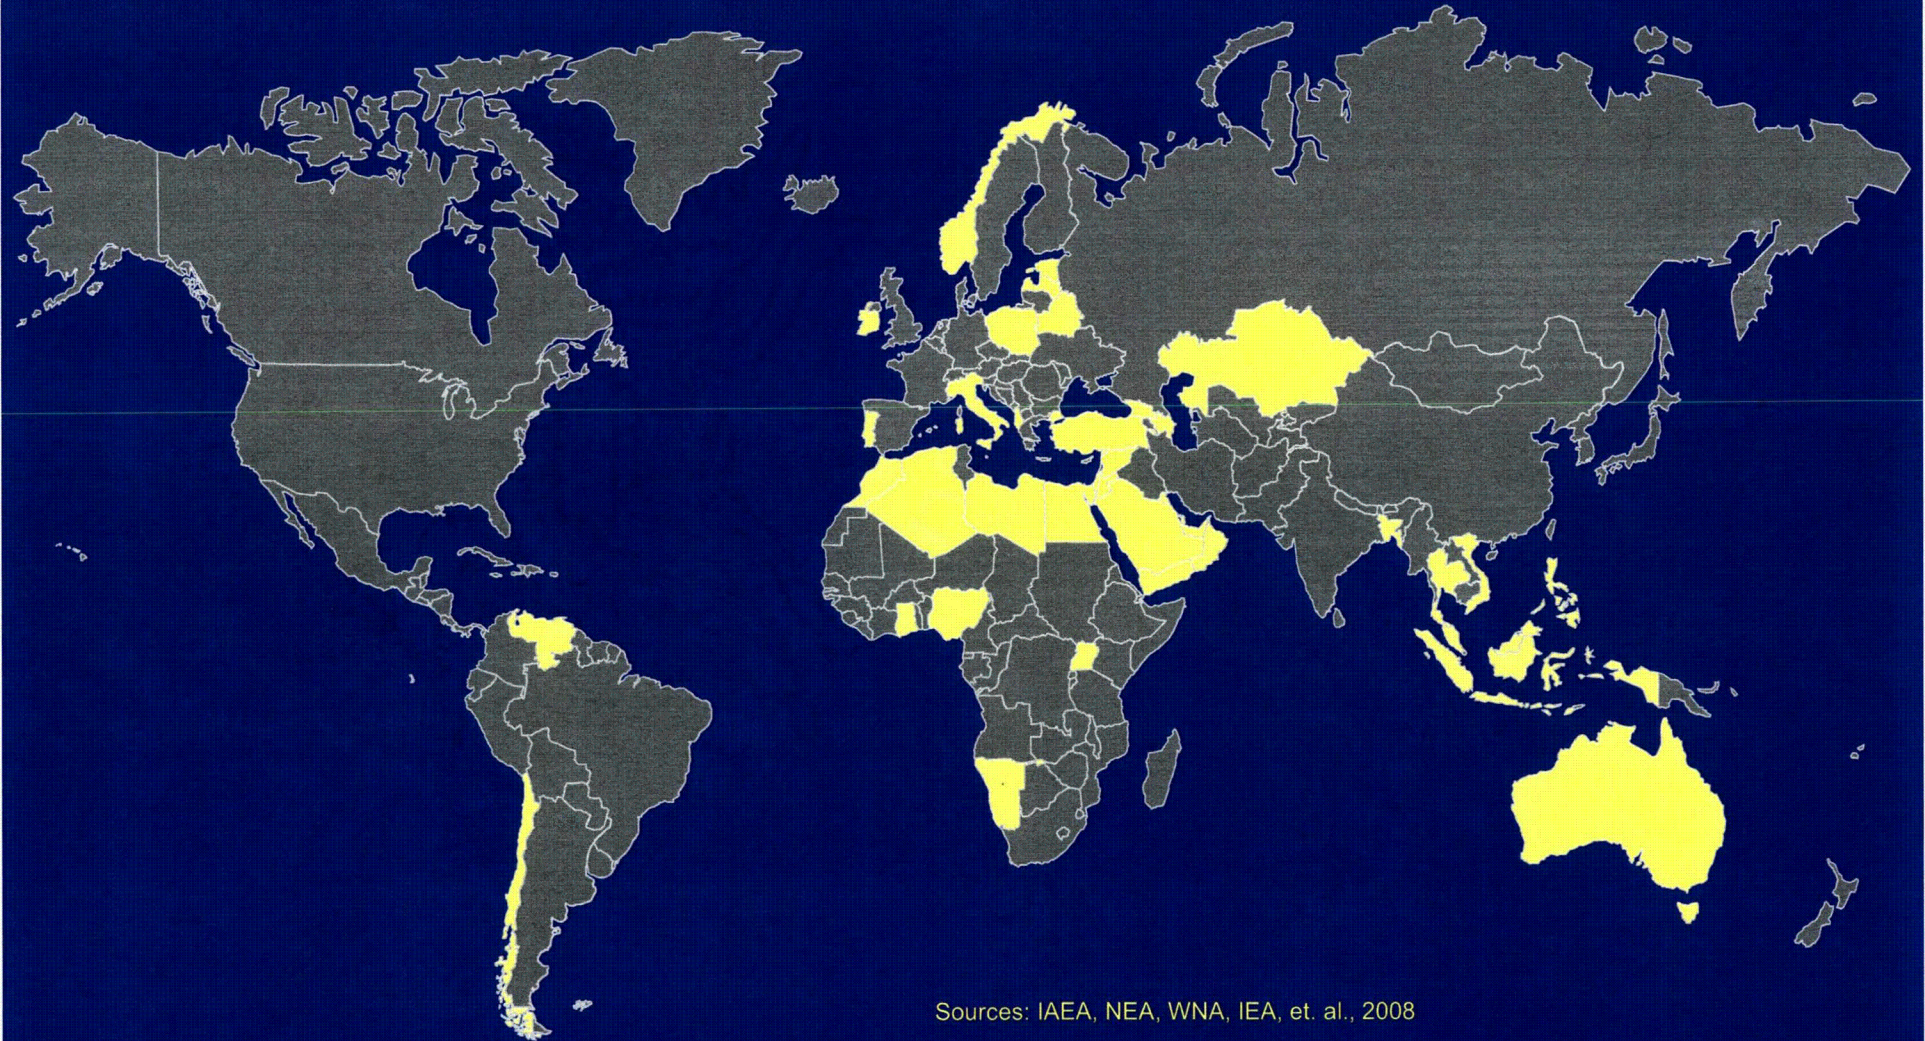 Sources: IAEA, NEA, WNA, IEA, et. al., 2008